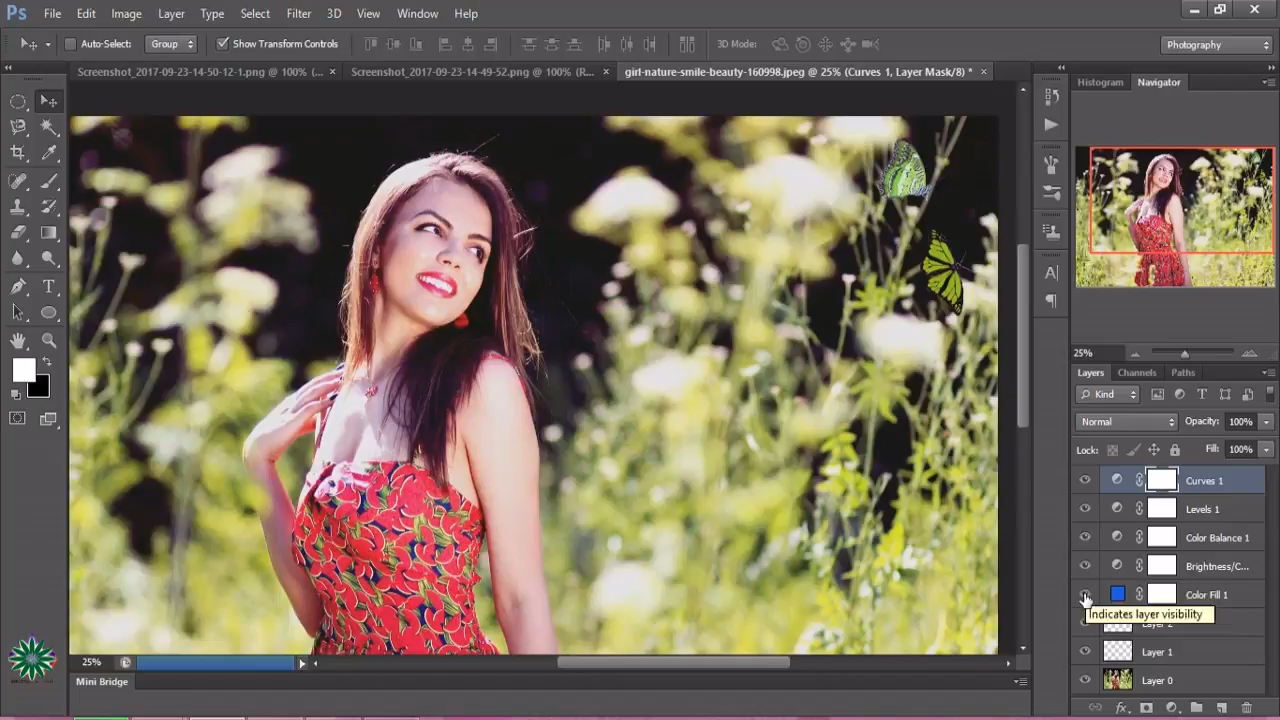 Ps File Edit Image Layer Type Select Filter 3D View Window Help
Auto-Select: Group Show Transform Controls 3D Mode: Photography
Screenshot_2017-09-23-14-50-12-1.png @ 100% (... × Screenshot_2017-09-23-14-49-52.png @ 100% (R... × girl-nature-smile-beauty-160998.jpeg @ 25% (Curves 1, Layer Mask/8) * ×
Histogram Navigator
25%
Layers Channels Paths
Kind
Normal Opacity: 100%
Lock: Fill: 100%
Curves 1
Levels 1
Color Balance 1
Brightness/C...
Color Fill 1
Indicates layer visibility
Layer 2
Layer 1
Layer 0
25%
Mini Bridge